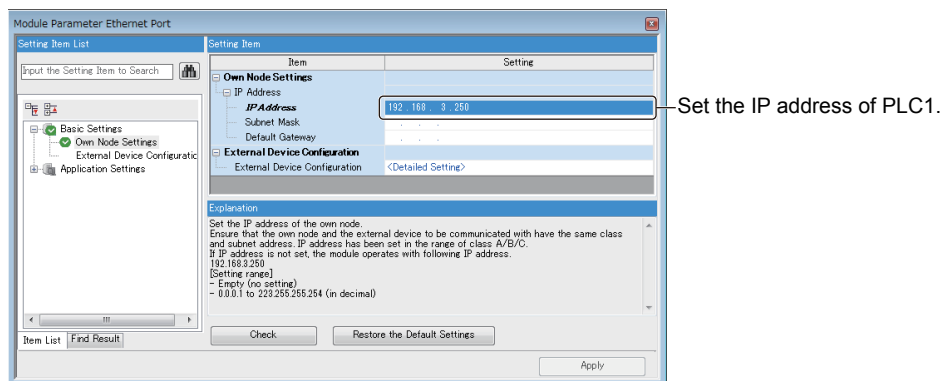 Module Parameter Ethernet Port
Setting Item List
Input the Setting Item to Search
Basic Settings
Own Node Settings
External Device Configuratic
Application Settings
Item List
Find Result
Setting Item
Item Setting
Own Node Settings
IP Address
IP Address 192 . 168 . 3 . 250
Subnet Mask . . .
Default Gateway . . .
External Device Configuration
External Device Configuration <Detailed Setting>
Set the IP address of PLC1.
Explanation
Set the IP address of the own node.
Ensure that the own node and the external device to be communicated with have the same class
and subnet address. IP address has been set in the range of class A/B/C.
If IP address is not set, the module operates with following IP address.
192.168.3.250
[Setting range]
- Empty (no setting)
- 0.0.0.1 to 223.255.255.254 (in decimal)
Check
Restore the Default Settings
Apply